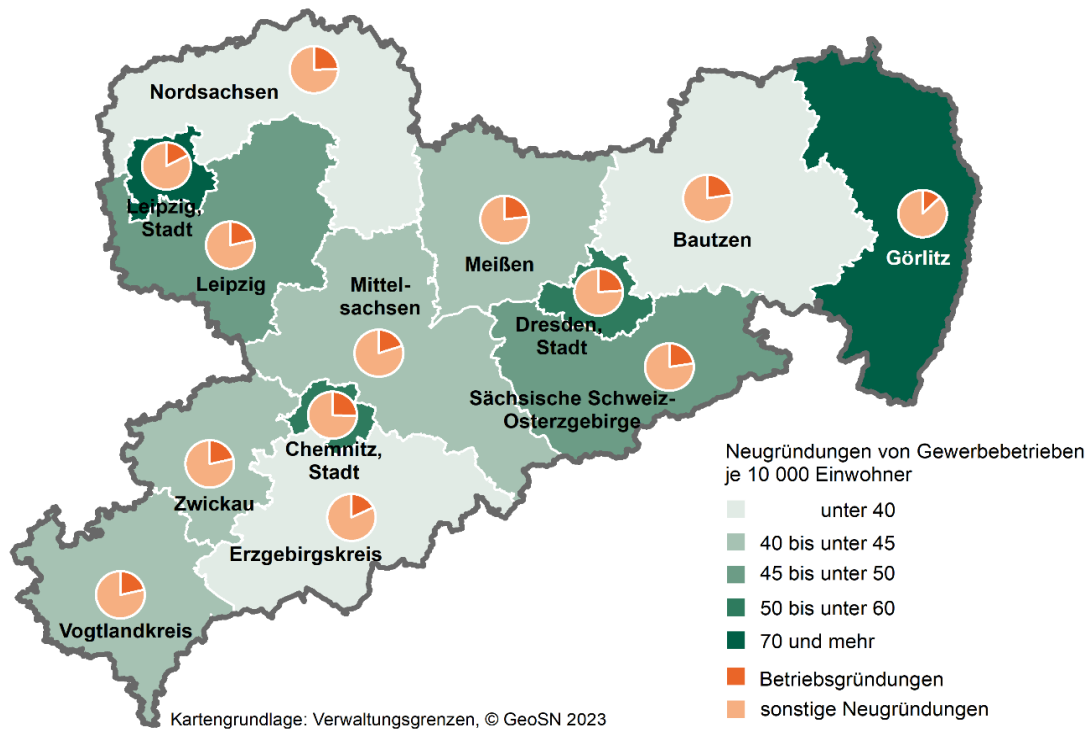 Nordsachsen
Leipzig,
Stadt
Leipzig
Mittel-
sachsen
Meißen
Bautzen
Görlitz
Dresden,
Stadt
Sächsische Schweiz-
Osterzgebirge
Chemnitz,
Stadt
Zwickau
Erzgebirgskreis
Vogtlandkreis
Neugründungen von Gewerbebetrieben
je 10 000 Einwohner
unter 40
40 bis unter 45
45 bis unter 50
50 bis unter 60
70 und mehr
Betriebsgründungen
sonstige Neugründungen
Kartengrundlage: Verwaltungsgrenzen, © GeoSN 2023